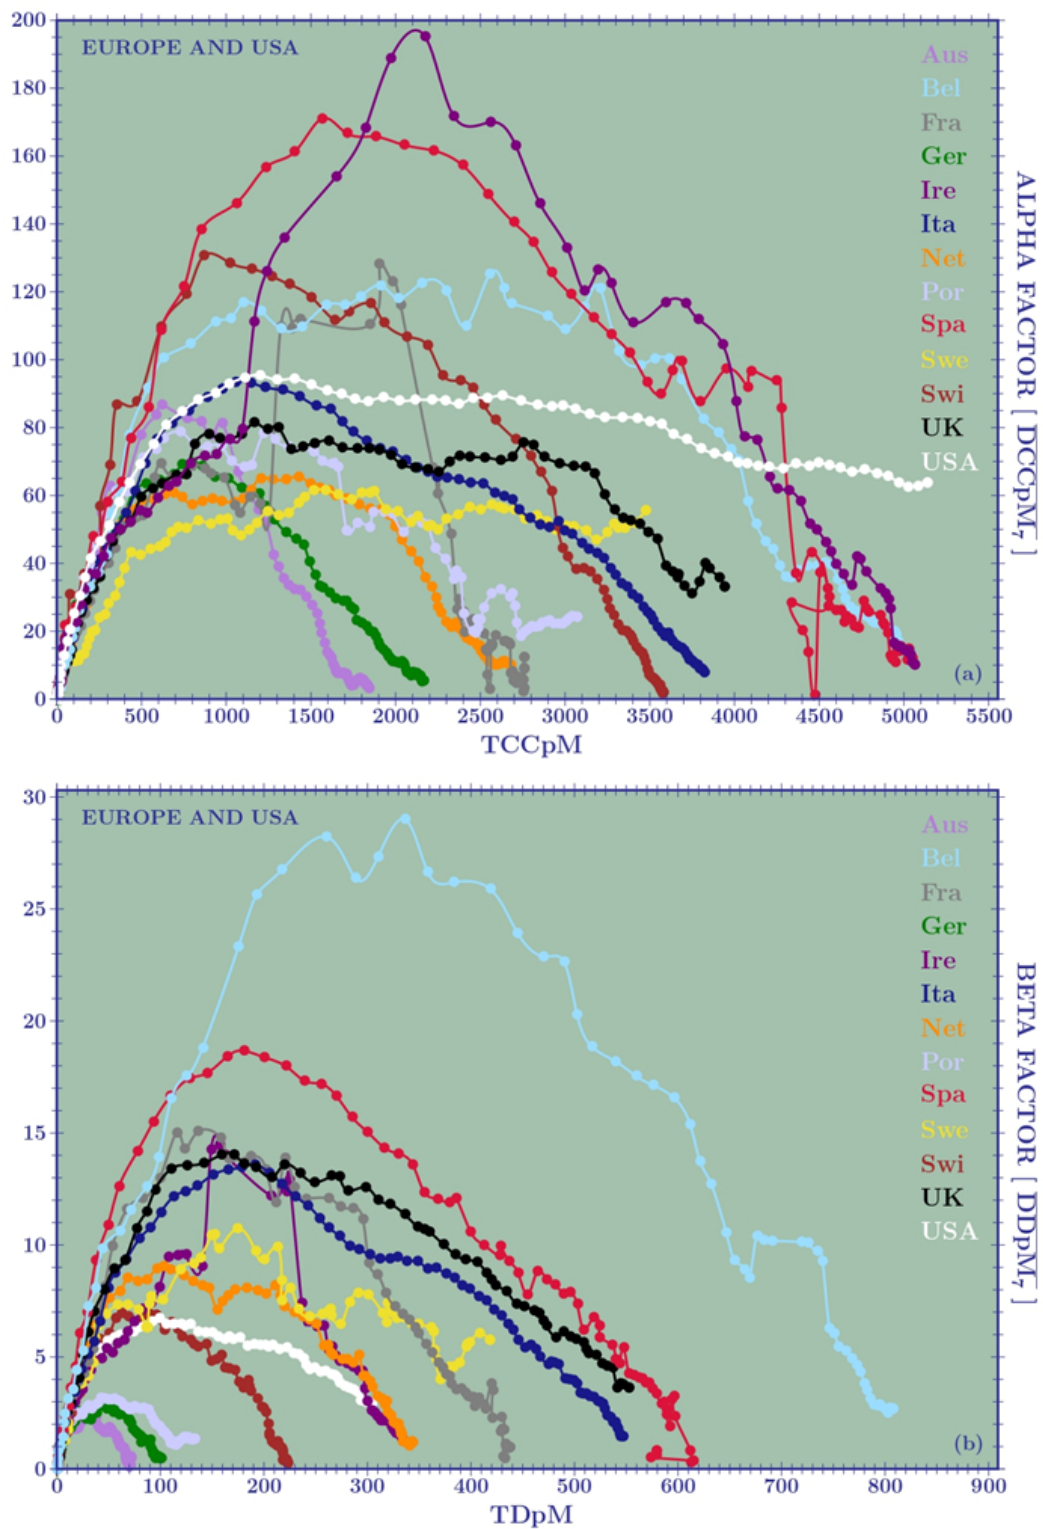 EUROPE AND USA
200
180
160
140
120
100
80
60
40
20
0
Aus
Bel
Fra
Ger
Ire
Ita
Net
Por
Spa
Swe
Swi
UK
USA
ALPHA FACTOR [ DCCpM₇ ]
(a)
0 500 1000 1500 2000 2500 3000 3500 4000 4500 5000 5500
TCCpM
EUROPE AND USA
30
25
20
15
10
5
0
Aus
Bel
Fra
Ger
Ire
Ita
Net
Por
Spa
Swe
Swi
UK
USA
BETA FACTOR [ DDpM₇ ]
(b)
0 100 200 300 400 500 600 700 800 900
TDpM